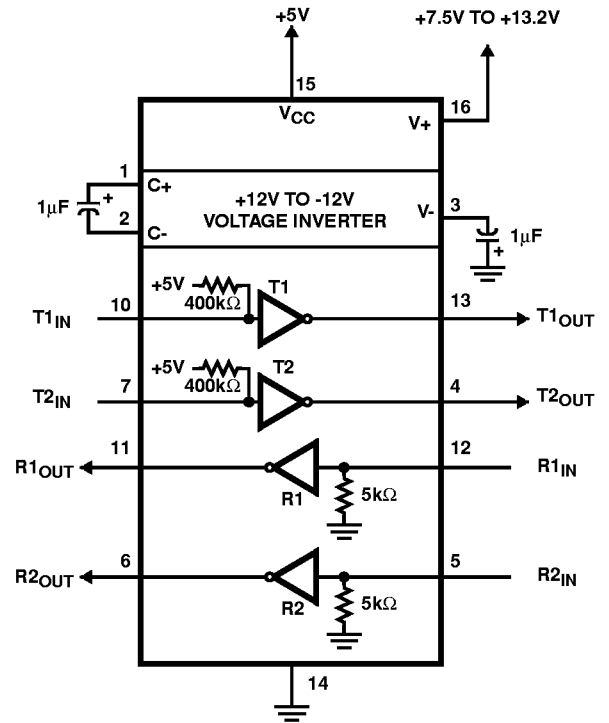 +5V
+7.5V TO +13.2V
15
VCC
16
V+
1
C+
1µF
+
2
C-
+12V TO -12V
VOLTAGE INVERTER
V-
3
1µF
+
+5V
400kΩ
T1
T1IN
10
13
T1OUT
+5V
400kΩ
T2
T2IN
7
4
T2OUT
R1OUT
11
R1
5kΩ
12
R1IN
R2OUT
6
R2
5kΩ
5
R2IN
14